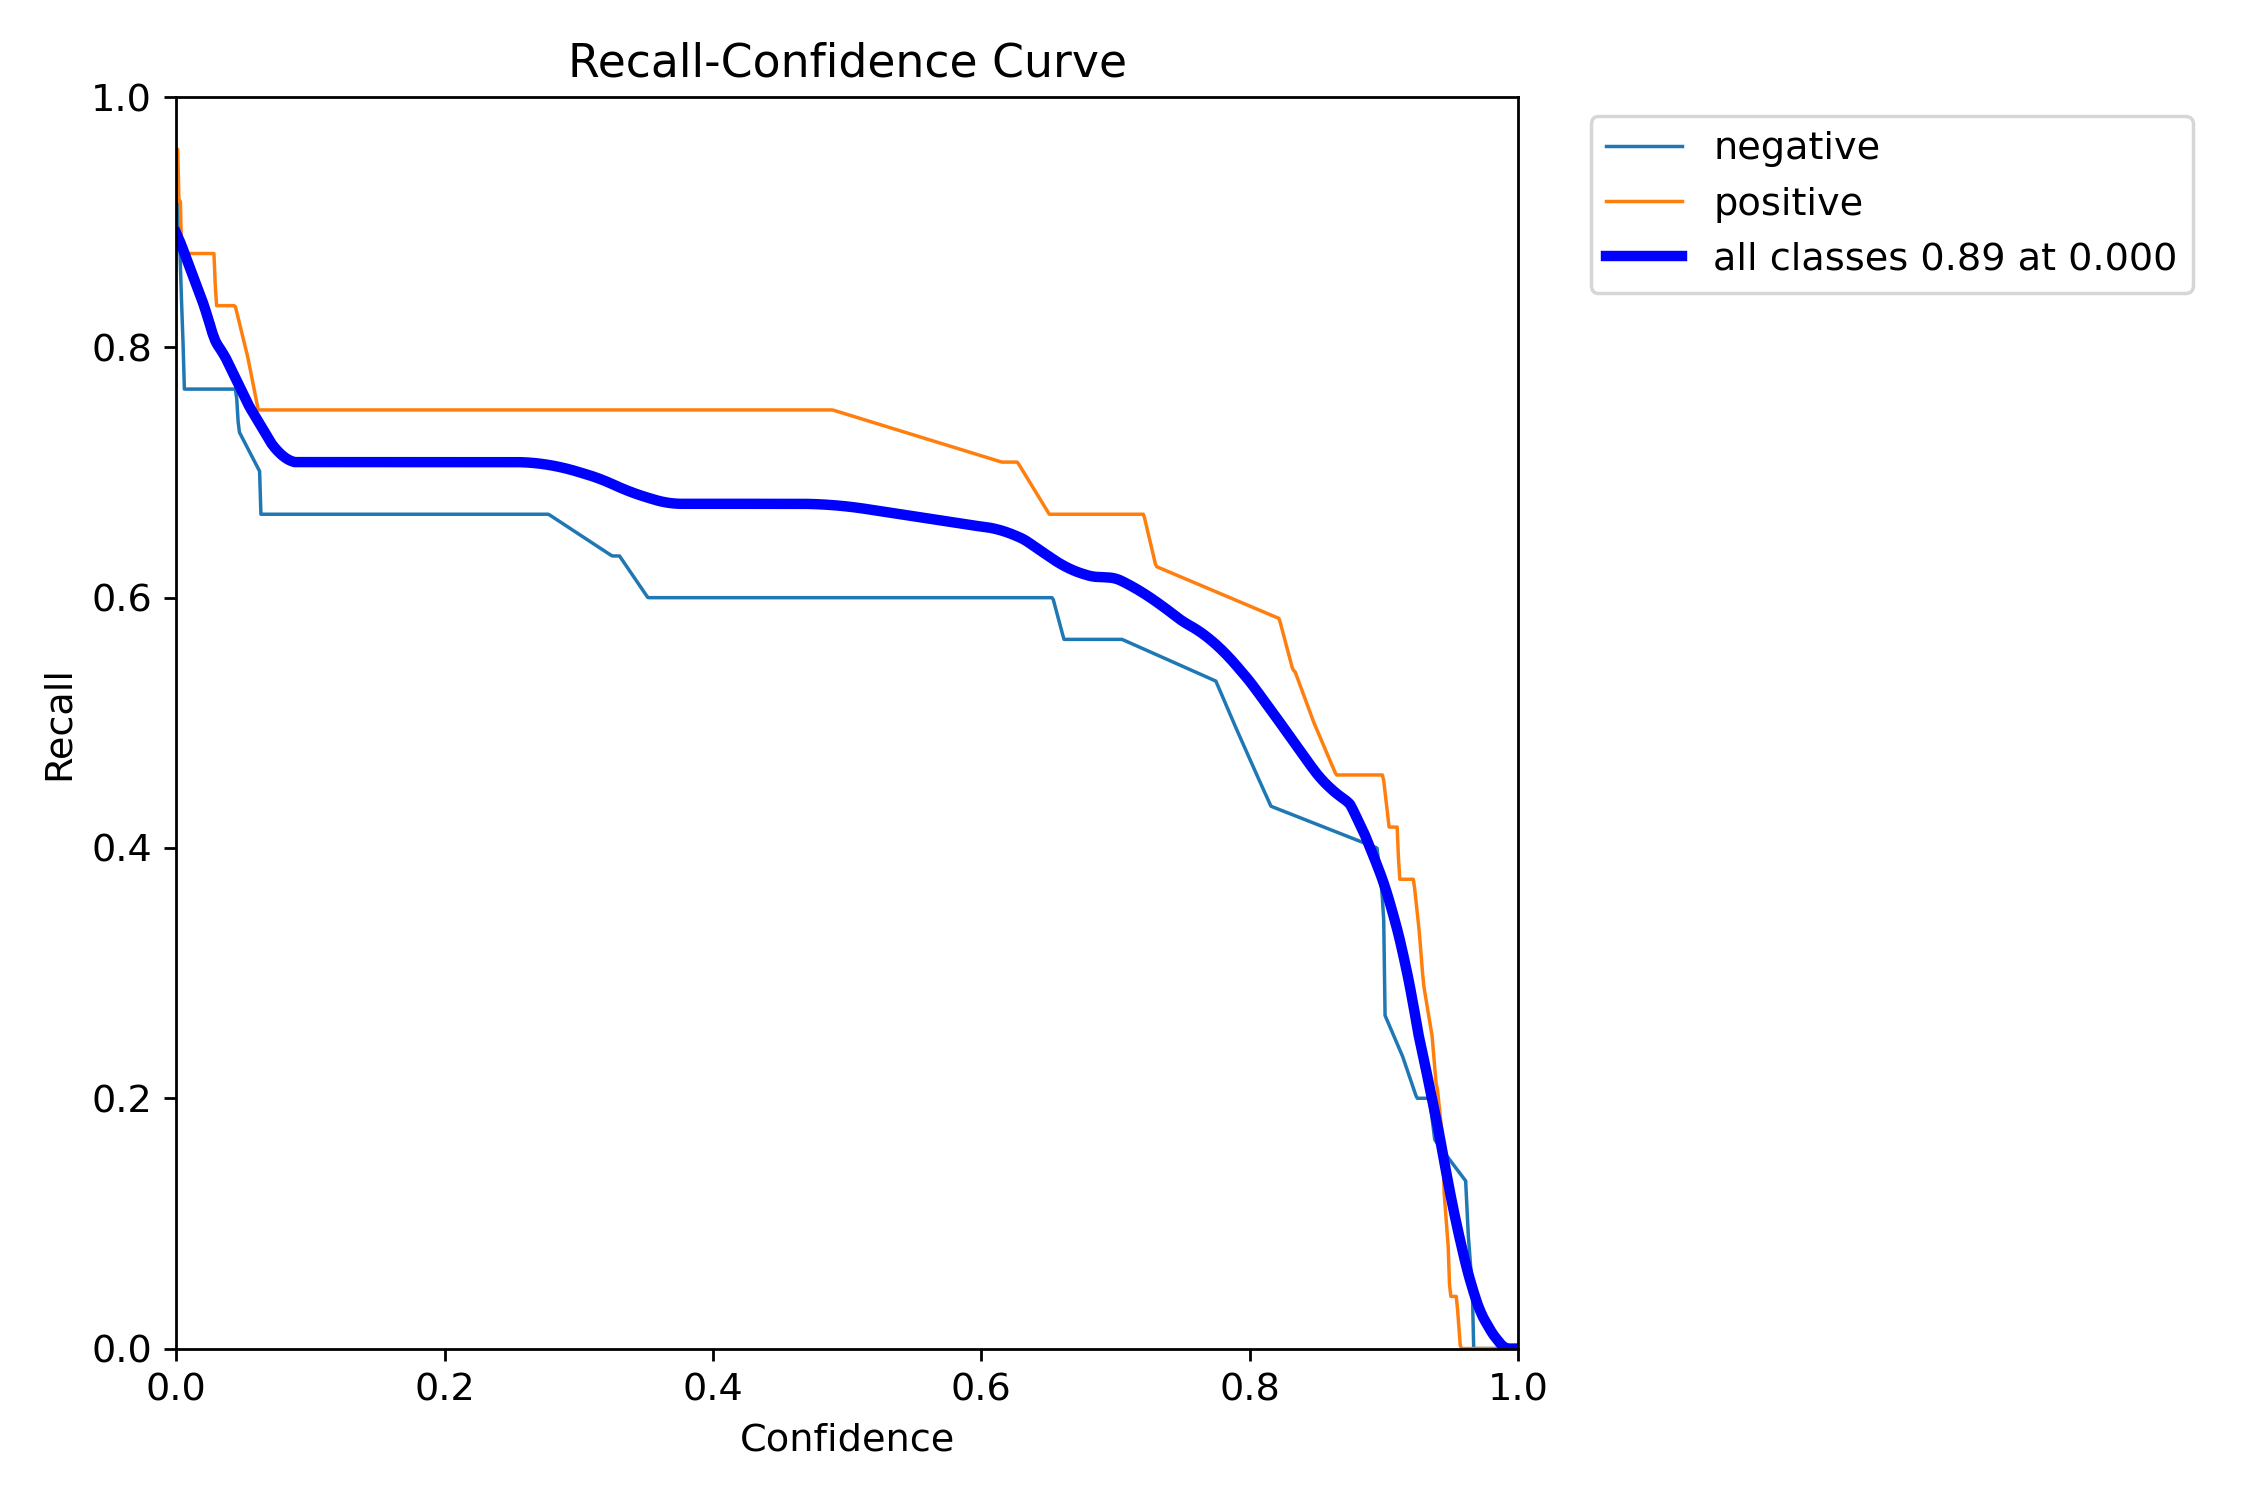 Recall-Confidence Curve
1.0
0.8
0.6
0.4
0.2
0.0
Recall
0.0 0.2 0.4 0.6 0.8 1.0
Confidence
negative
positive
all classes 0.89 at 0.000